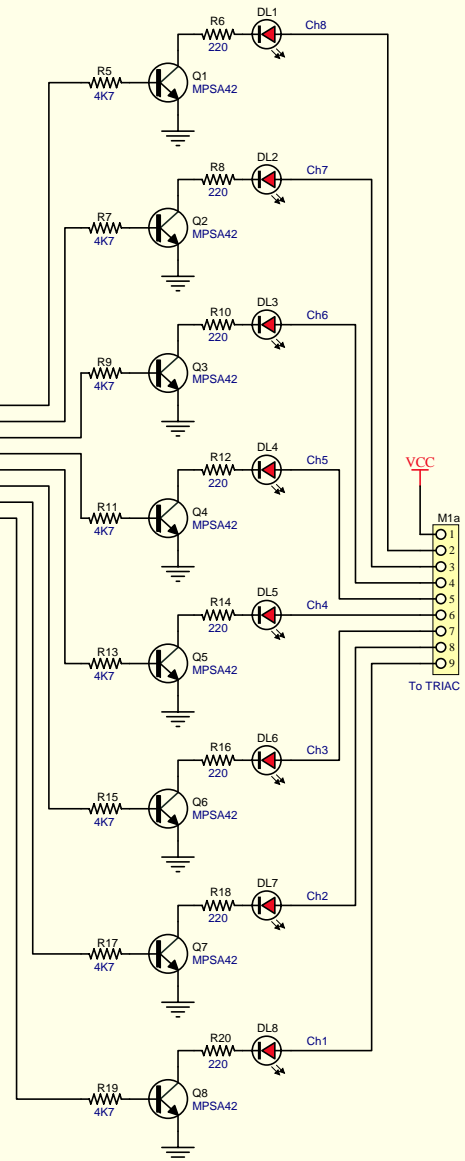 R6
220
DL1
Ch8
R5
4K7
Q1
MPSA42
R8
220
DL2
Ch7
R7
4K7
Q2
MPSA42
R10
220
DL3
Ch6
R9
4K7
Q3
MPSA42
R12
220
DL4
Ch5
R11
4K7
Q4
MPSA42
VCC
M1a
1
2
3
4
5
6
7
8
9
To TRIAC
R14
220
DL5
Ch4
R13
4K7
Q5
MPSA42
R16
220
DL6
Ch3
R15
4K7
Q6
MPSA42
R18
220
DL7
Ch2
R17
4K7
Q7
MPSA42
R20
220
DL8
Ch1
R19
4K7
Q8
MPSA42